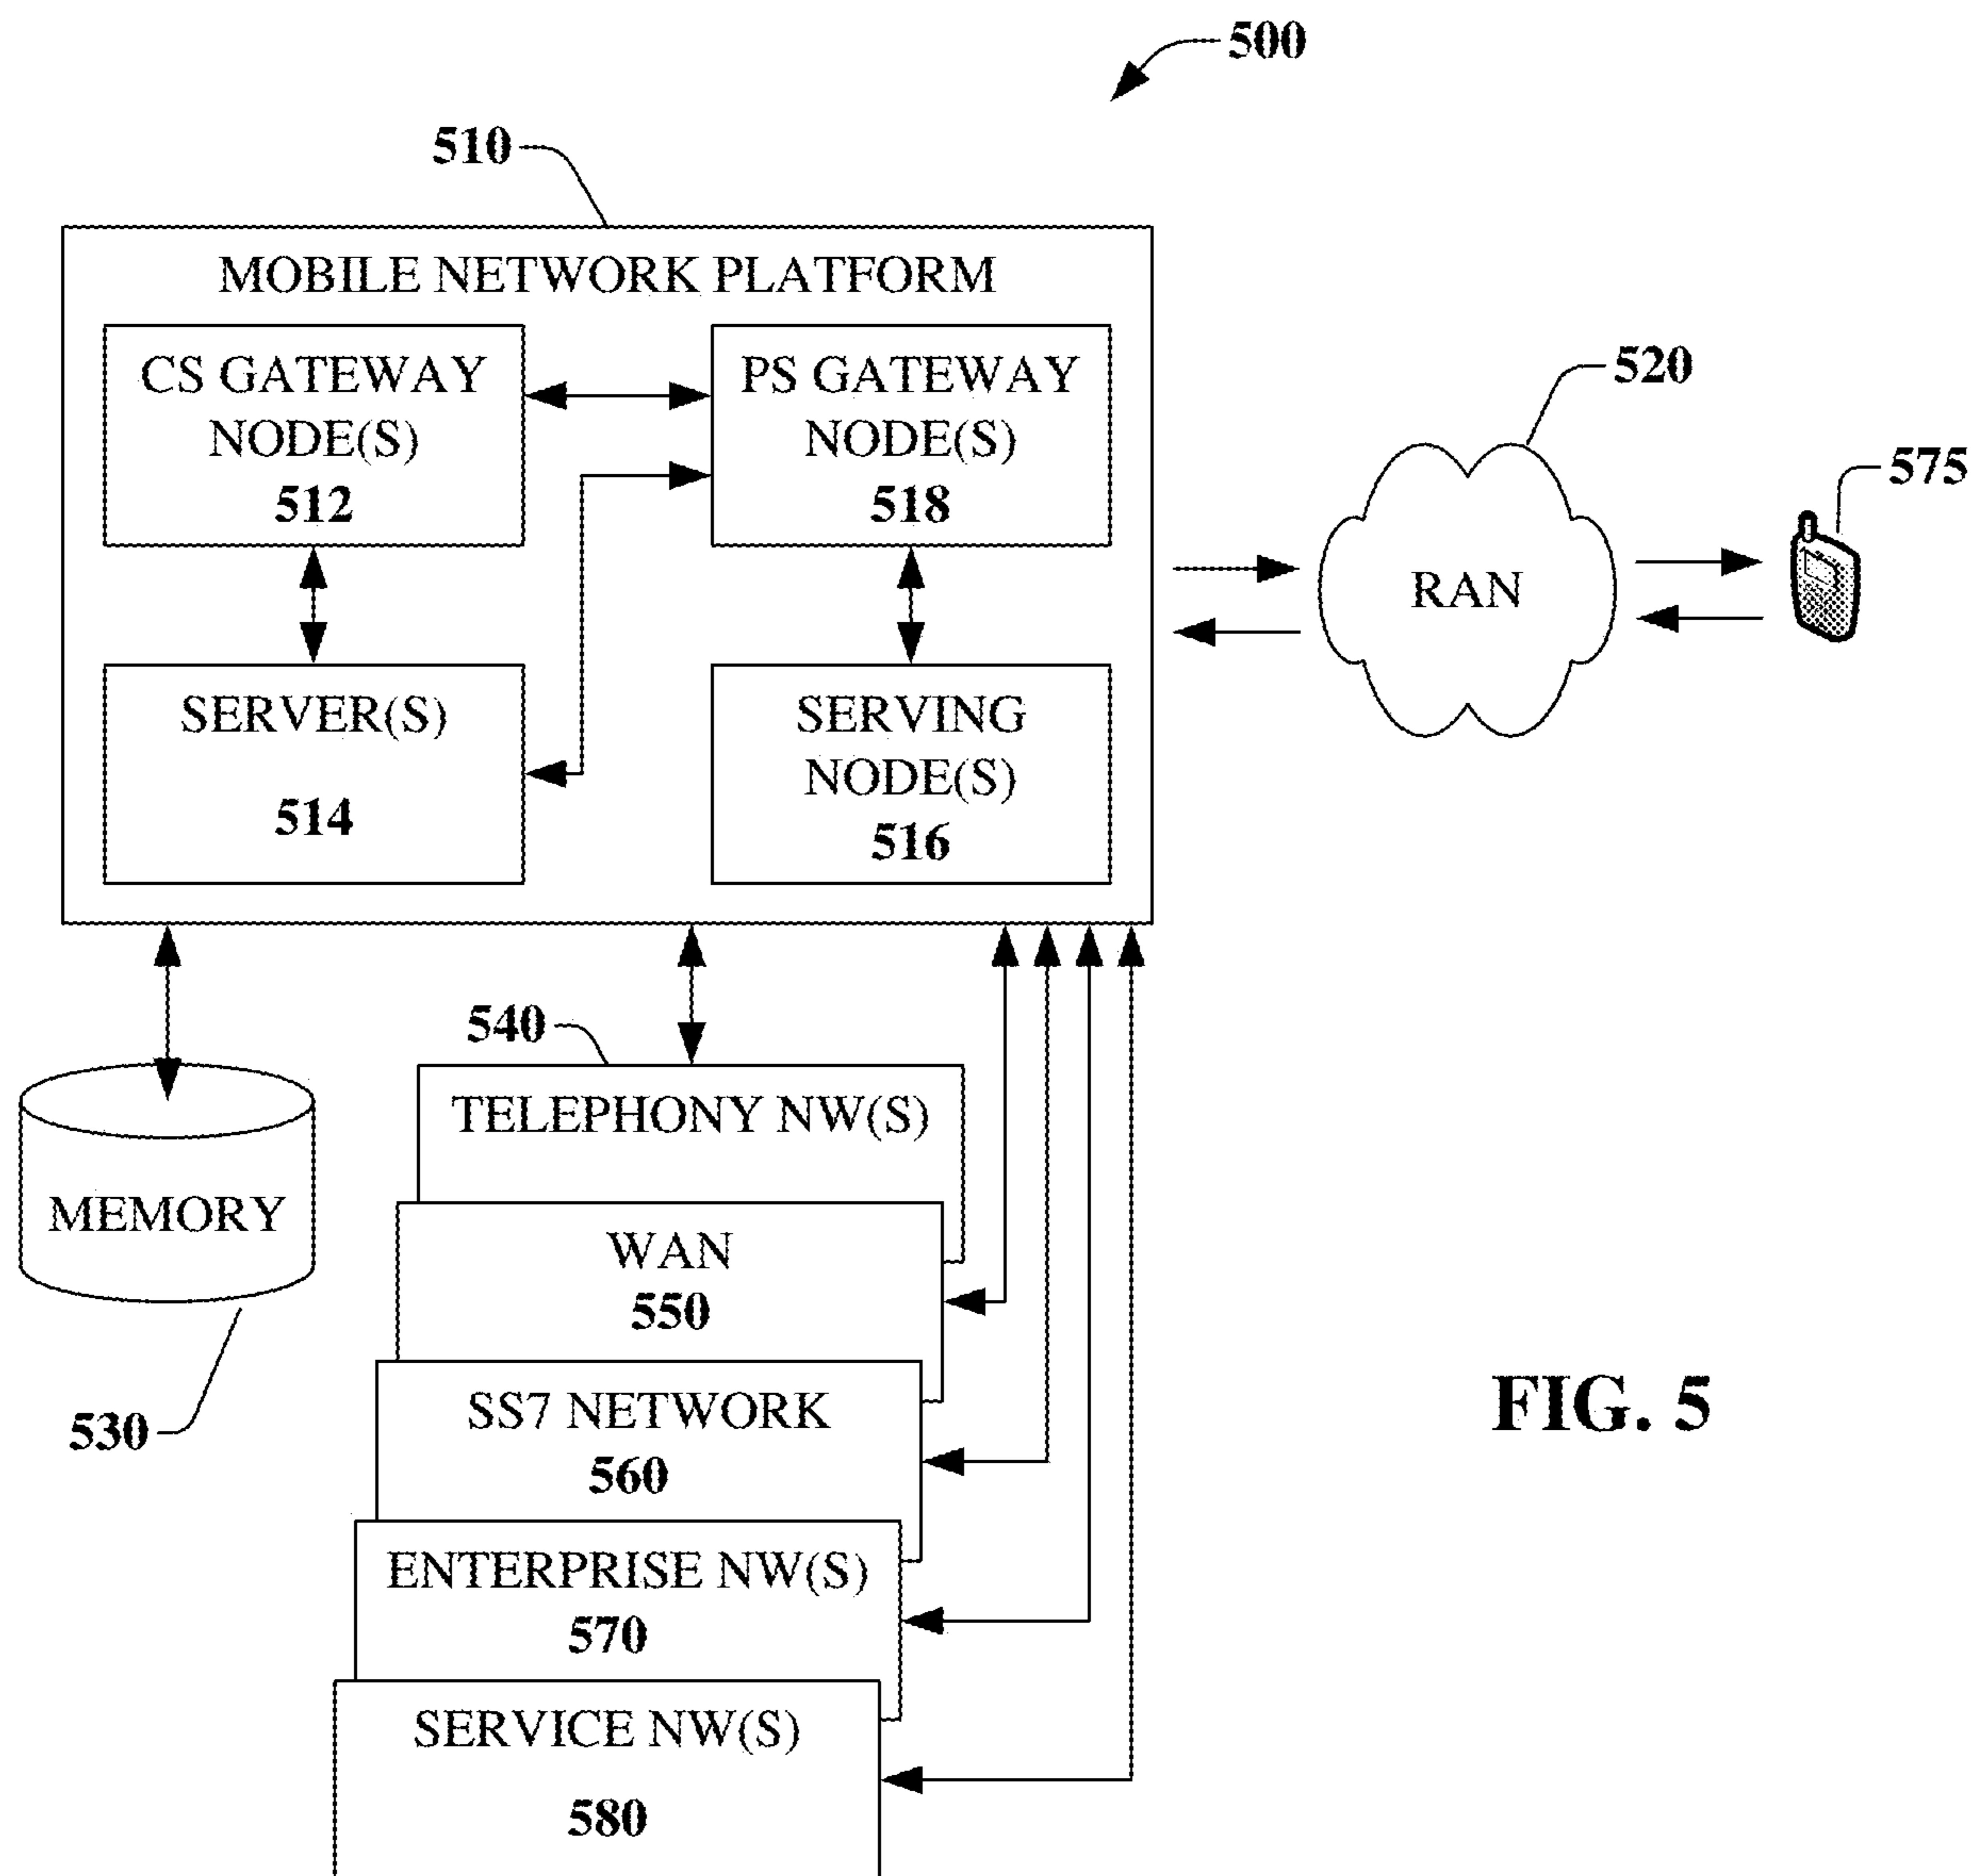 500
510
MOBILE NETWORK PLATFORM
CS GATEWAY
NODE(S)
512
PS GATEWAY
NODE(S)
518
SERVER(S)
514
SERVING
NODE(S)
516
520
RAN
575
540
TELEPHONY NW(S)
MEMORY
530
WAN
550
SS7 NETWORK
560
ENTERPRISE NW(S)
570
SERVICE NW(S)
580
FIG. 5